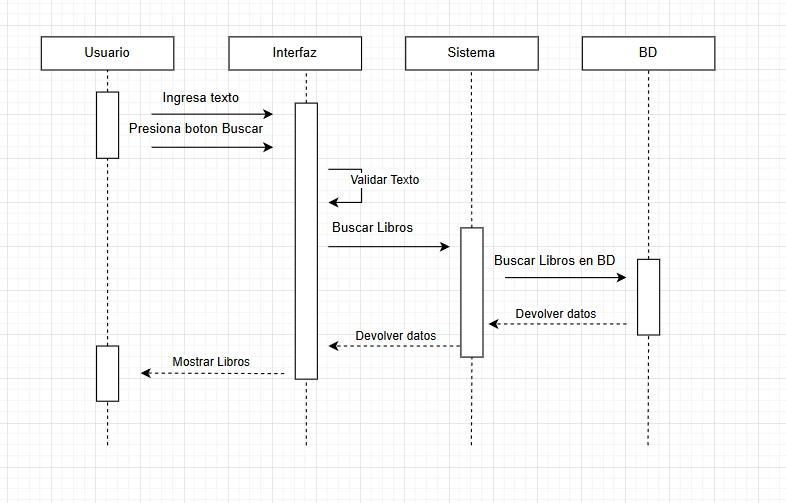 Usuario
Interfaz
Sistema
BD
Ingresa texto
Presiona boton Buscar
Validar Texto
Buscar Libros
Buscar Libros en BD
Devolver datos
Devolver datos
Mostrar Libros